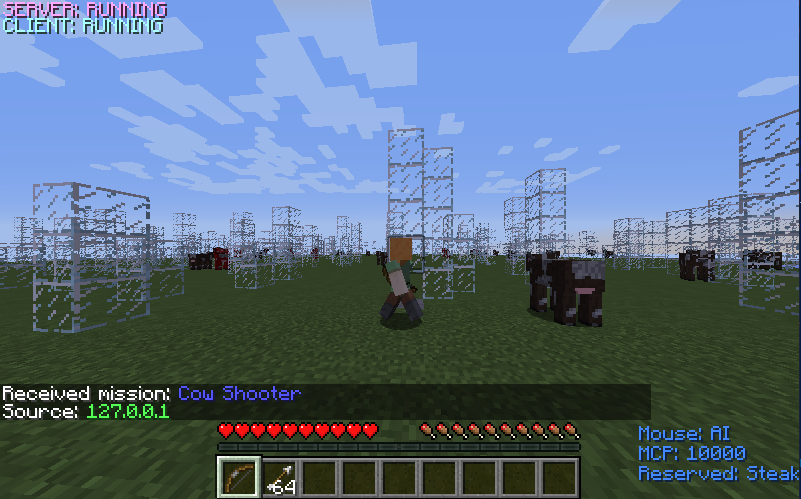 SERVER: RUNNING
CLIENT: RUNNING
Received mission: Cow Shooter
Source: 127.0.0.1
Mouse: AI
MCP: 10000
Reserved: Steak
64